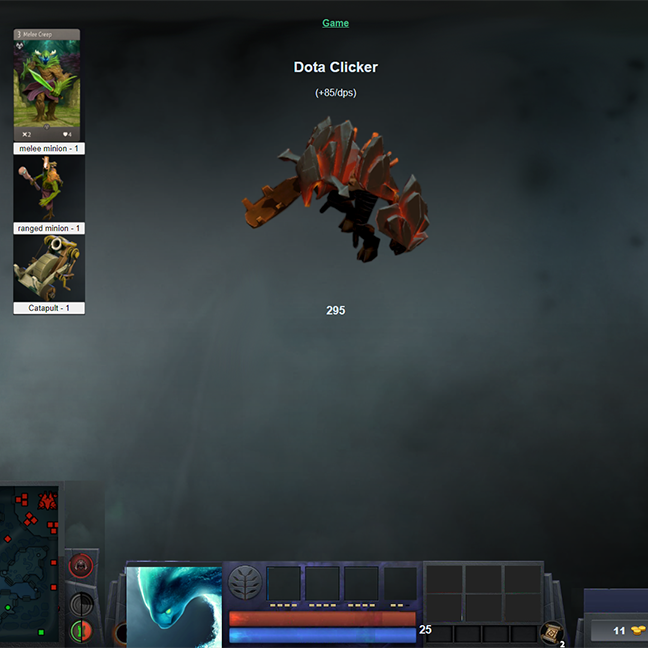 Game
Dota Clicker
(+85/dps)
3 Melee Creep
2
4
melee minion - 1
ranged minion - 1
Catapult - 1
295
25
2
11